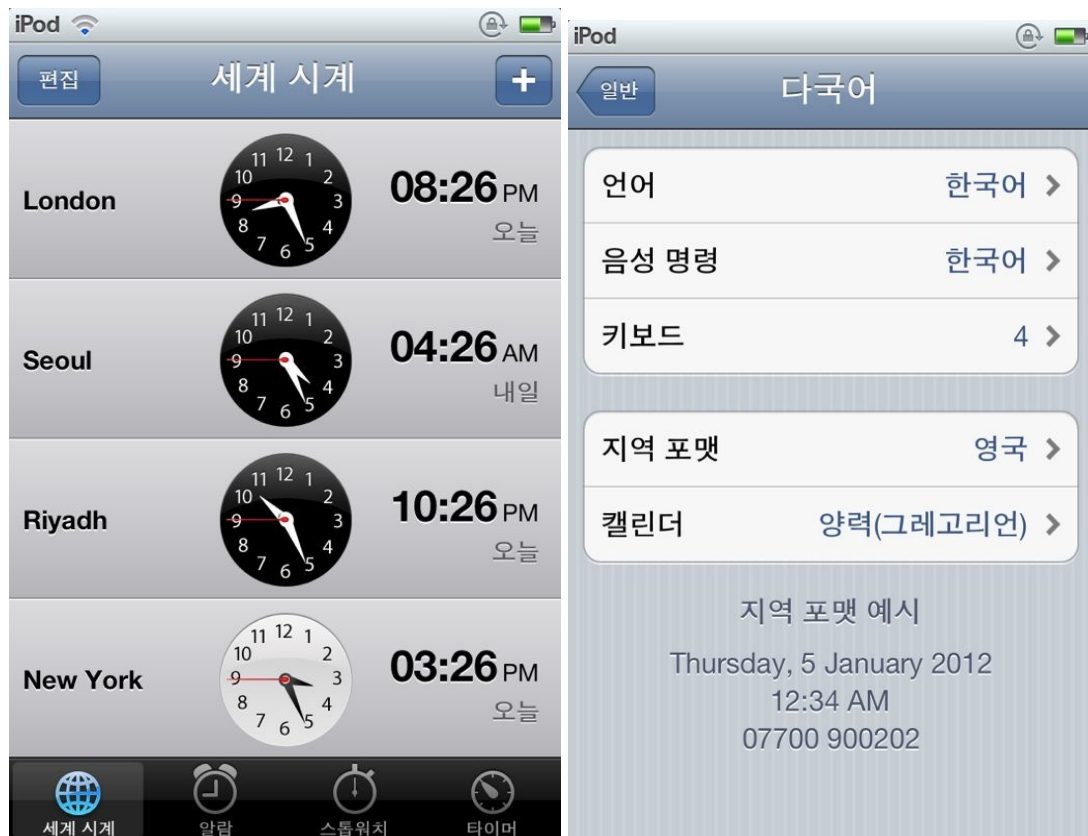 iPod
편집 세계 시계 +
London 08:26 PM
오늘
Seoul 04:26 AM
내일
Riyadh 10:26 PM
오늘
New York 03:26 PM
오늘
세계 시계 알람 스톱워치 타이머
iPod
일반 다국어
언어 한국어
음성 명령 한국어
키보드 4
지역 포맷 영국
캘린더 양력(그레고리언)
지역 포맷 예시
Thursday, 5 January 2012
12:34 AM
07700 900202